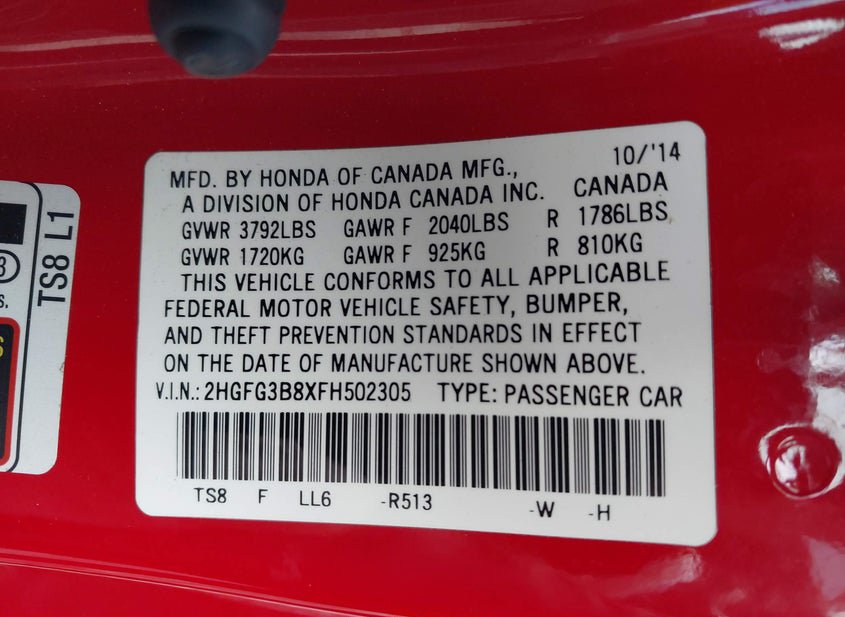 10/'14
MFD. BY HONDA OF CANADA MFG.,
A DIVISION OF HONDA CANADA INC. CANADA
GVWR 3792LBS GAWR F 2040LBS R 1786LBS
GVWR 1720KG GAWR F 925KG R 810KG
THIS VEHICLE CONFORMS TO ALL APPLICABLE
FEDERAL MOTOR VEHICLE SAFETY, BUMPER,
AND THEFT PREVENTION STANDARDS IN EFFECT
ON THE DATE OF MANUFACTURE SHOWN ABOVE.
V.I.N.: 2HGFG3B8XFH502305 TYPE: PASSENGER CAR
TS8 F LL6 -R513 -W -H
TS8 L1